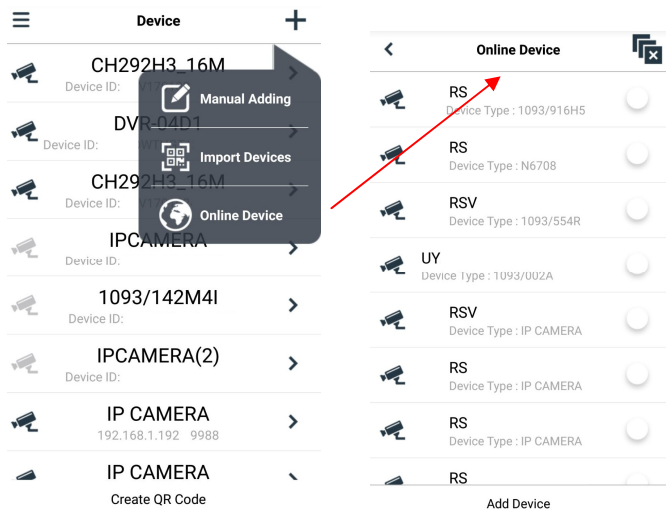 Device
CH292H3_16M
Device ID:
Manual Adding
DVR-04D1
Device ID:
Import Devices
CH292H3_16M
Device ID:
Online Device
IPCAMERA
Device ID:
1093/142M4I
Device ID:
IPCAMERA(2)
Device ID:
IP CAMERA
192.168.1.192 9988
IP CAMERA
Create QR Code
Online Device
RS
Device Type : 1093/916H5
RS
Device Type : N6708
RSV
Device Type : 1093/554R
UY
Device Type : 1093/002A
RSV
Device Type : IP CAMERA
RS
Device Type : IP CAMERA
RS
Device Type : IP CAMERA
RS
Add Device